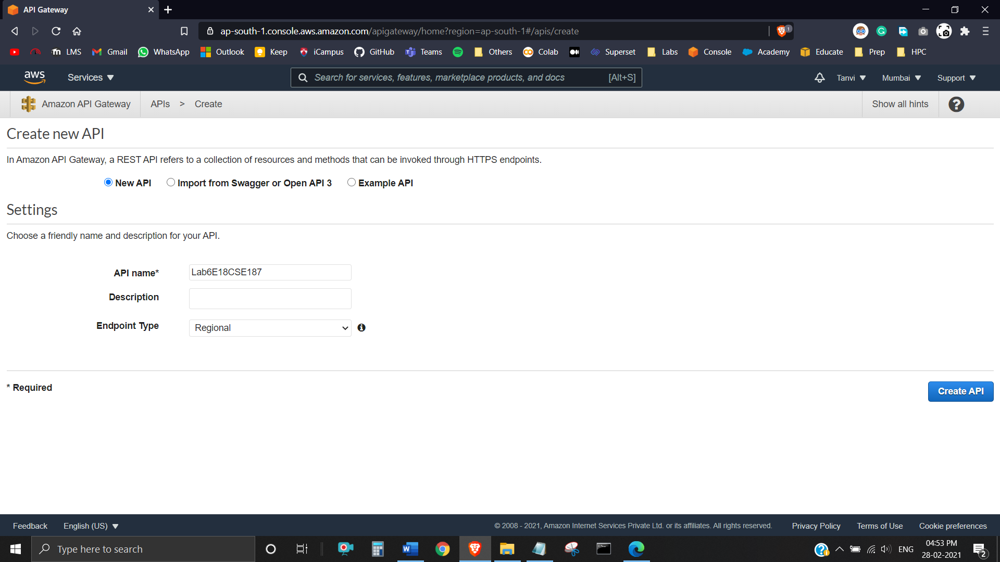 API Gateway
ap-south-1.console.aws.amazon.com/apigateway/home?region=ap-south-1#/apis/create
1
LMS Gmail WhatsApp Outlook Keep iCampus GitHub Teams Others Colab Superset Labs Console Academy Educate Prep HPC
aws Services Search for services, features, marketplace products, and docs [Alt+S] Tanvi Mumbai Support
Amazon API Gateway APIs > Create Show all hints ?
Create new API
In Amazon API Gateway, a REST API refers to a collection of resources and methods that can be invoked through HTTPS endpoints.
New API Import from Swagger or Open API 3 Example API
Settings
Choose a friendly name and description for your API.
API name* Lab6E18CSE187
Description
Endpoint Type Regional
* Required
Create API
Feedback English (US) © 2008 - 2021, Amazon Internet Services Private Ltd. or its affiliates. All rights reserved. Privacy Policy Terms of Use Cookie preferences
Type here to search
ENG
04:53 PM
28-02-2021
2